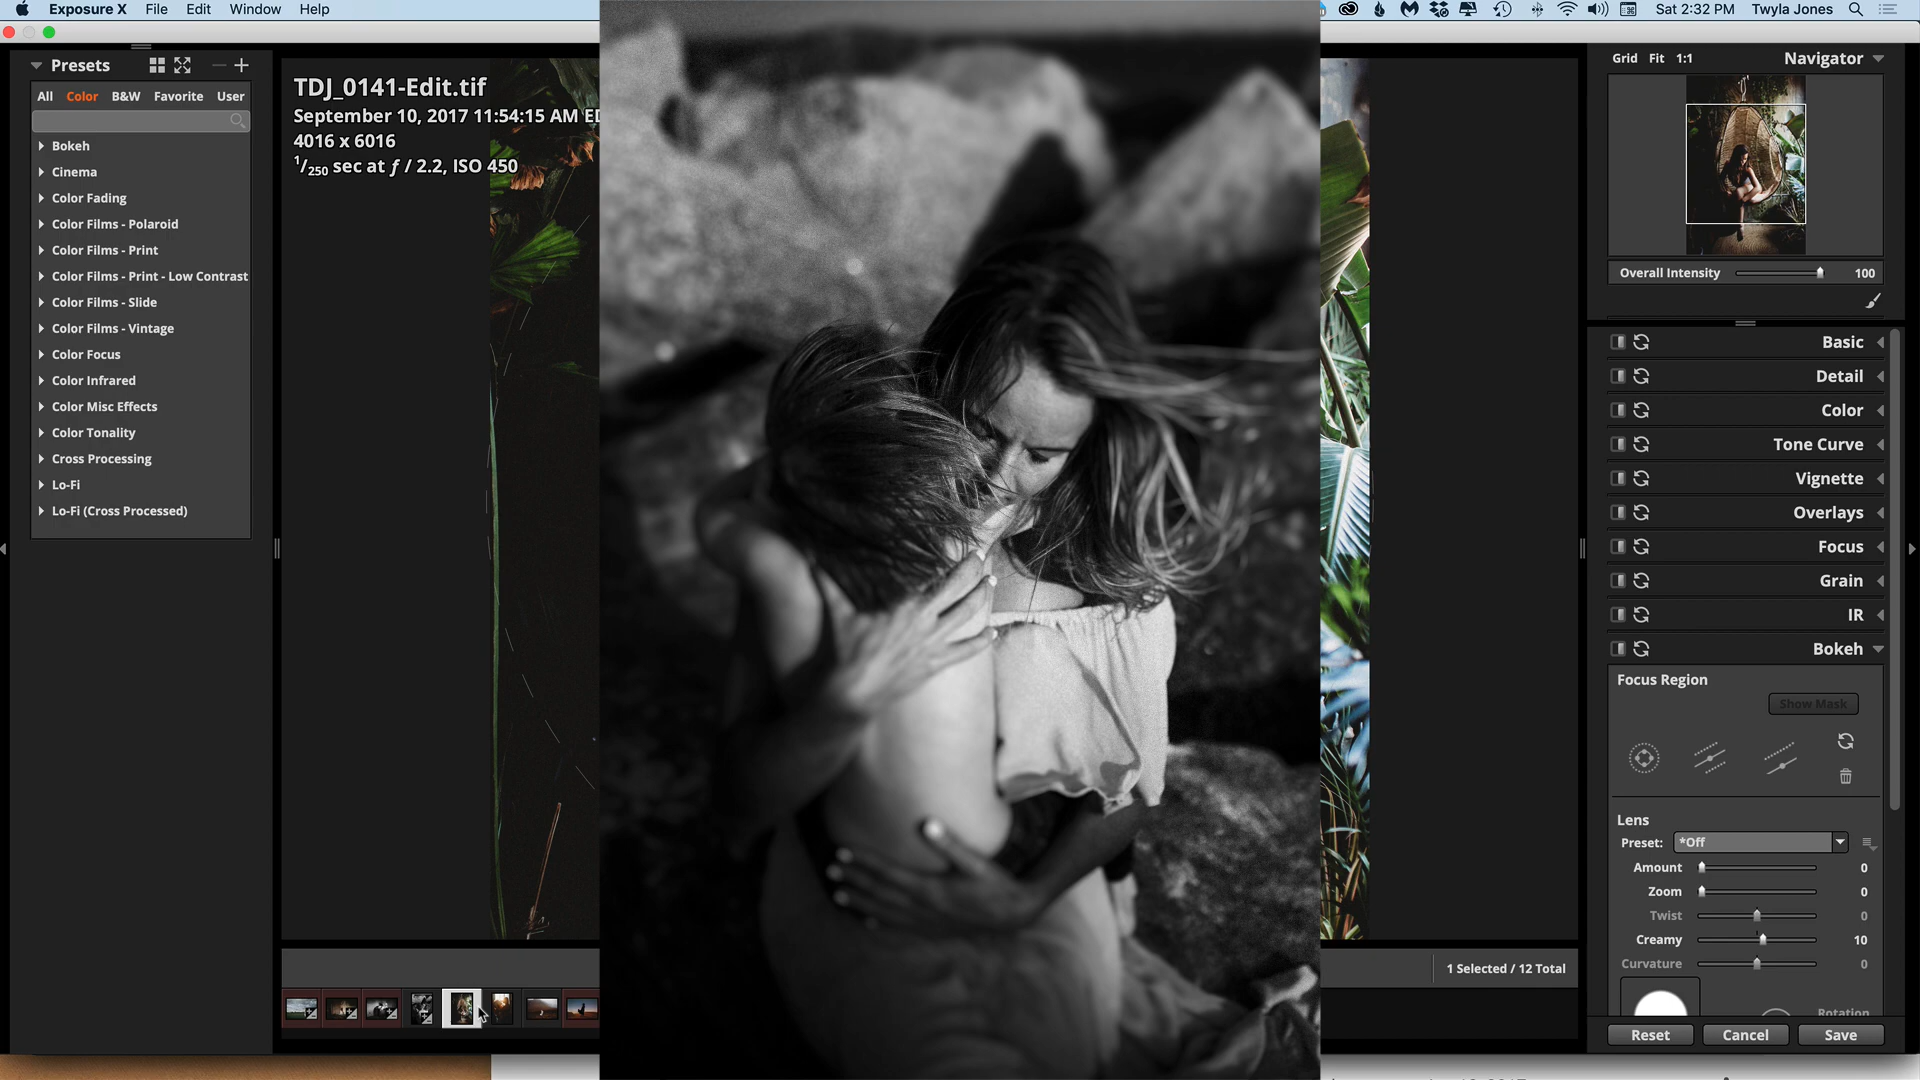 Exposure X File Edit Window Help
Sat 2:32 PM Twyla Jones
Presets
All Color B&W Favorite User
Bokeh
Cinema
Color Fading
Color Films - Polaroid
Color Films - Print
Color Films - Print - Low Contrast
Color Films - Slide
Color Films - Vintage
Color Focus
Color Infrared
Color Misc Effects
Color Tonality
Cross Processing
Lo-Fi
Lo-Fi (Cross Processed)
TDJ_0141-Edit.tif
September 10, 2017 11:54:15 AM
4016 x 6016
1/250 sec at ƒ / 2.2, ISO 450
1 Selected / 12 Total
Grid Fit 1:1 Navigator
Overall Intensity 100
Basic
Detail
Color
Tone Curve
Vignette
Overlays
Focus
Grain
IR
Bokeh
Focus Region
Show Mask
Lens
Preset: *Off
Amount 0
Zoom 0
Twist 0
Creamy 10
Curvature 0
Rotation
Reset Cancel Save